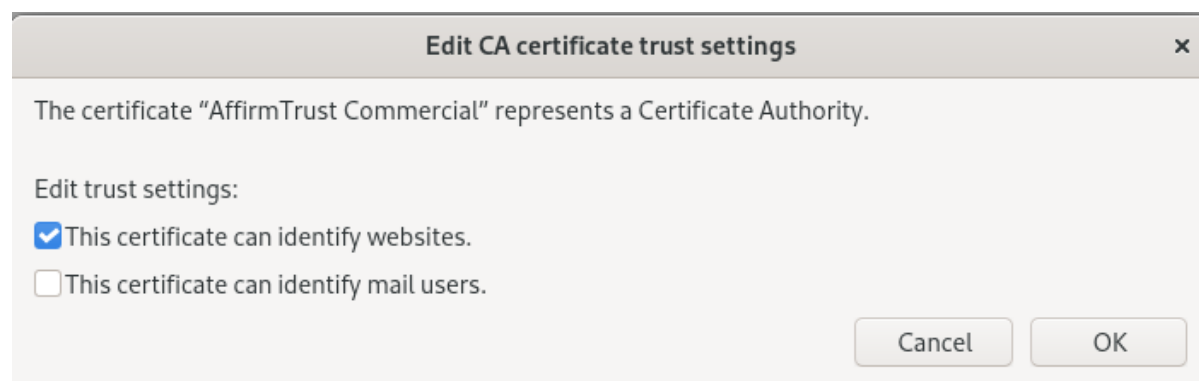 Edit CA certificate trust settings
The certificate “AffirmTrust Commercial” represents a Certificate Authority.
Edit trust settings:
This certificate can identify websites.
This certificate can identify mail users.
Cancel OK